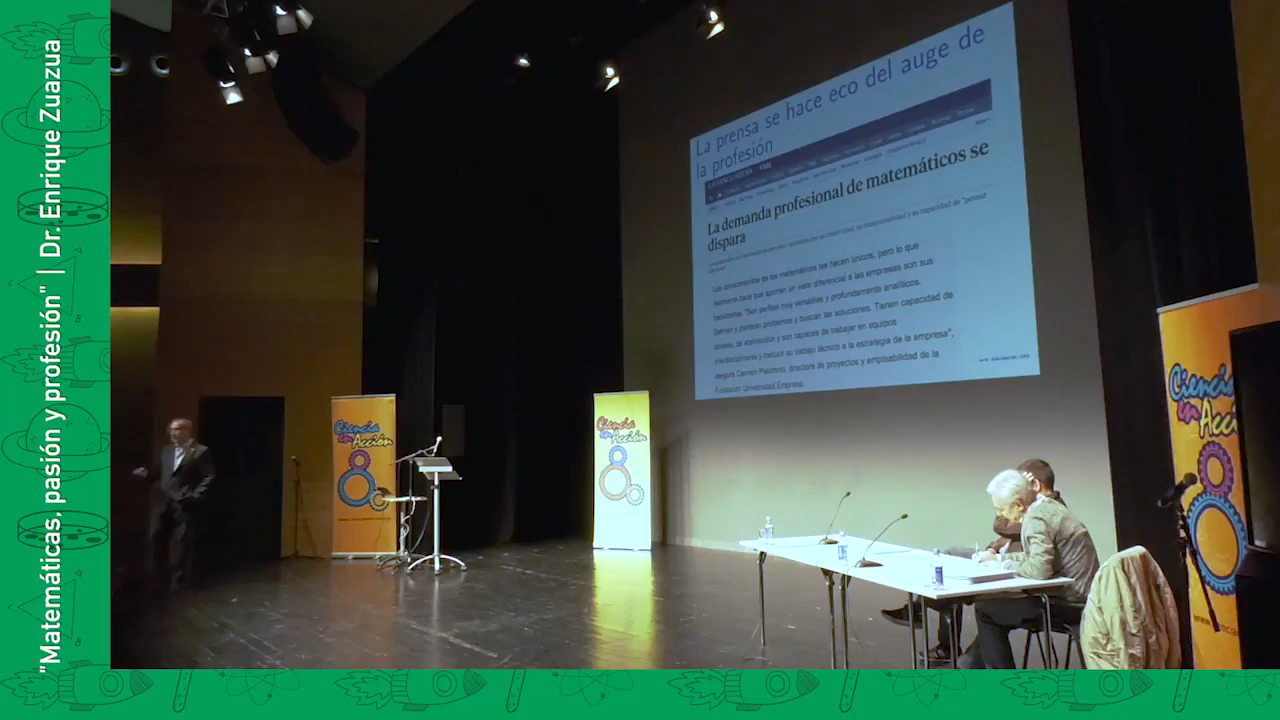 "Matemáticas, pasión y profesión" | Dr. Enrique Zuazua
La prensa se hace eco del auge de
la profesión
LA VANGUARDIA Vida
La demanda profesional de matemáticos se
dispara
Los conocimientos de los matemáticos les hacen únicos, pero lo que
realmente hace que aporten un valor diferencial a las empresas son sus
habilidades. "Son perfiles muy versátiles y profundamente analíticos.
Definen y plantean problemas y buscan las soluciones. Tienen capacidad de
síntesis, de abstracción y son capaces de trabajar en equipos
interdisciplinares y traducir su trabajo técnico a la estrategia de la empresa",
asegura Carmen Palomino, directora de proyectos y empleabilidad de la
Fundación Universidad Empresa.
Ciencia
en Acción
Ciencia
en Acción
Ciencia
en Acci